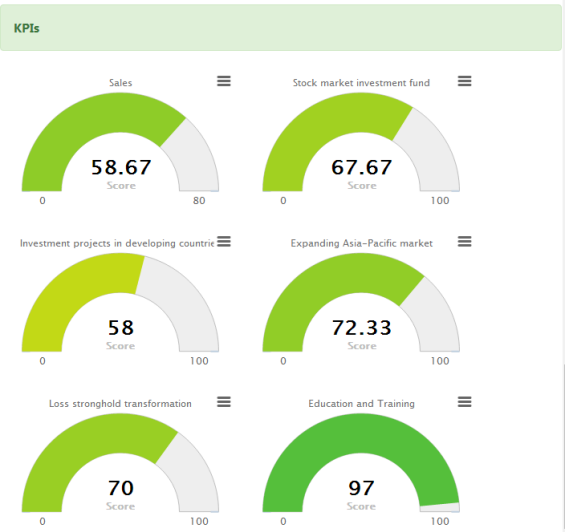 KPIs
Sales
58.67
Score
0
80
Stock market investment fund
67.67
Score
0
100
Investment projects in developing countrie
58
Score
0
100
Expanding Asia-Pacific market
72.33
Score
0
100
Loss stronghold transformation
70
Score
0
100
Education and Training
97
Score
0
100